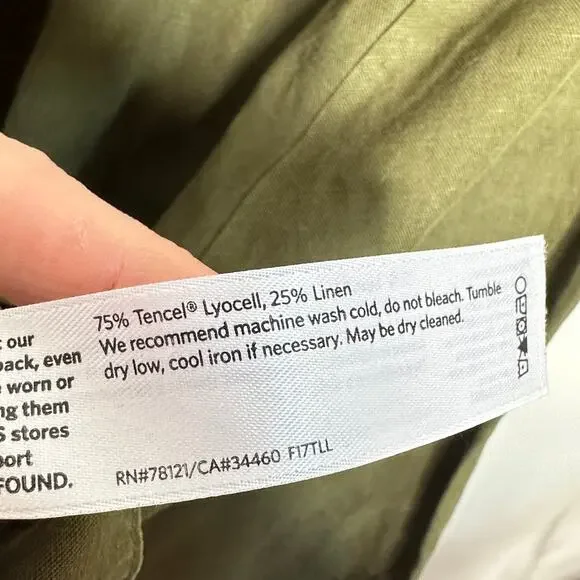 our
back, even
worn or
ng them
S stores
port
FOUND.
75% Tencel® Lyocell, 25% Linen
We recommend machine wash cold, do not bleach. Tumble
dry low, cool iron if necessary. May be dry cleaned.
RN#78121/CA#34460 F17TLL